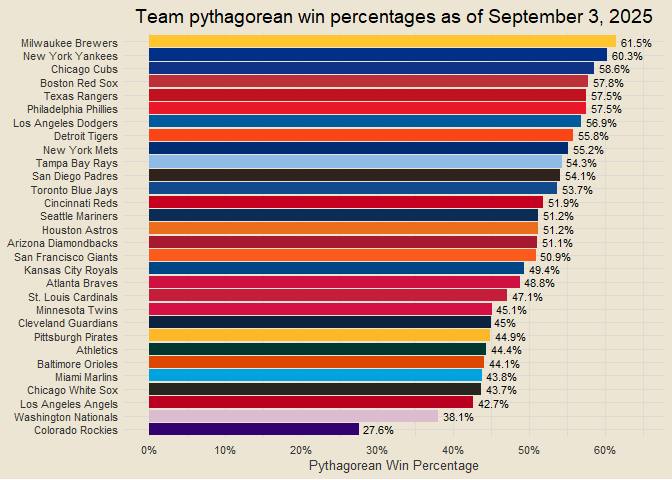 Team pythagorean win percentages as of September 3, 2025
Milwaukee Brewers 61.5%
New York Yankees 60.3%
Chicago Cubs 58.6%
Boston Red Sox 57.8%
Texas Rangers 57.5%
Philadelphia Phillies 57.5%
Los Angeles Dodgers 56.9%
Detroit Tigers 55.8%
New York Mets 55.2%
Tampa Bay Rays 54.3%
San Diego Padres 54.1%
Toronto Blue Jays 53.7%
Cincinnati Reds 51.9%
Seattle Mariners 51.2%
Houston Astros 51.2%
Arizona Diamondbacks 51.1%
San Francisco Giants 50.9%
Kansas City Royals 49.4%
Atlanta Braves 48.8%
St. Louis Cardinals 47.1%
Minnesota Twins 45.1%
Cleveland Guardians 45%
Pittsburgh Pirates 44.9%
Athletics 44.4%
Baltimore Orioles 44.1%
Miami Marlins 43.8%
Chicago White Sox 43.7%
Los Angeles Angels 42.7%
Washington Nationals 38.1%
Colorado Rockies 27.6%
0% 10% 20% 30% 40% 50% 60%
Pythagorean Win Percentage